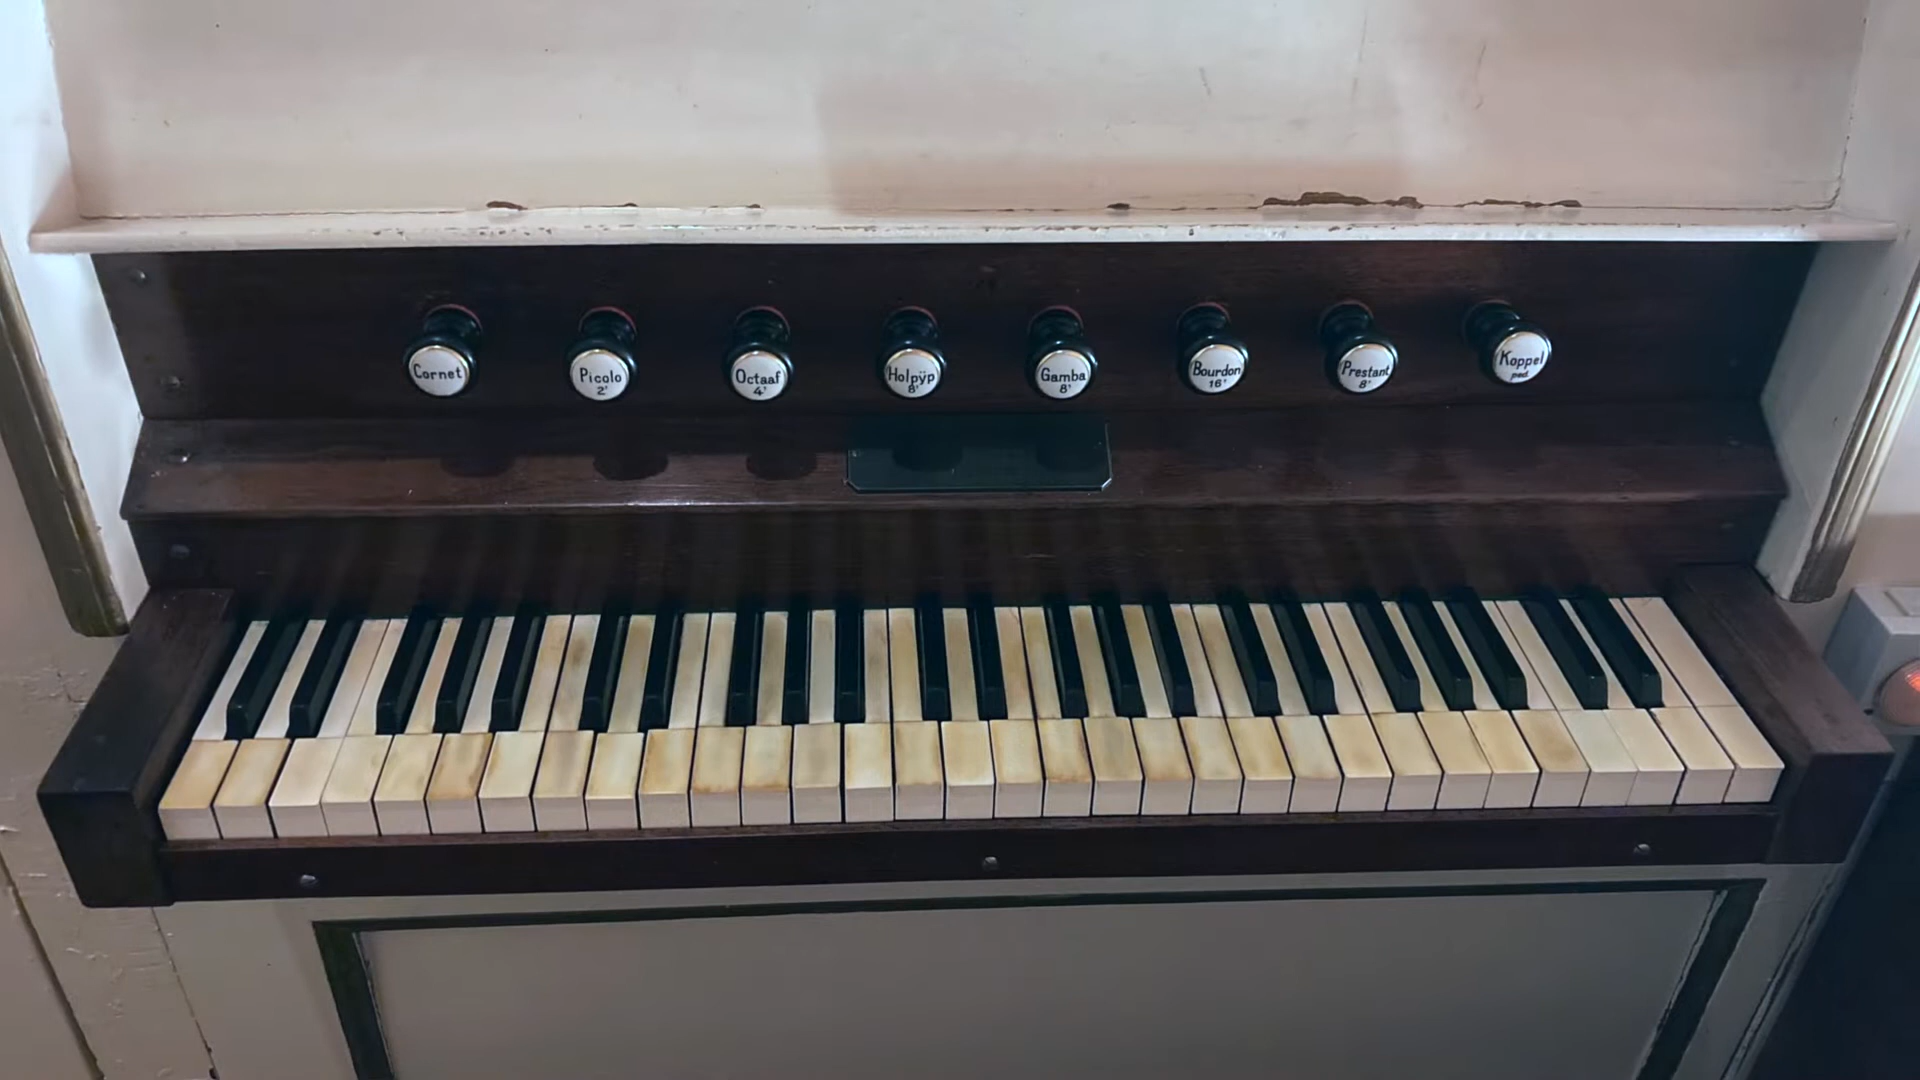 Cornet
Picolo
2'
Octaaf
4'
Holpÿp
8'
Gamba
8'
Bourdon
16'
Prestant
8'
Koppel
ped.